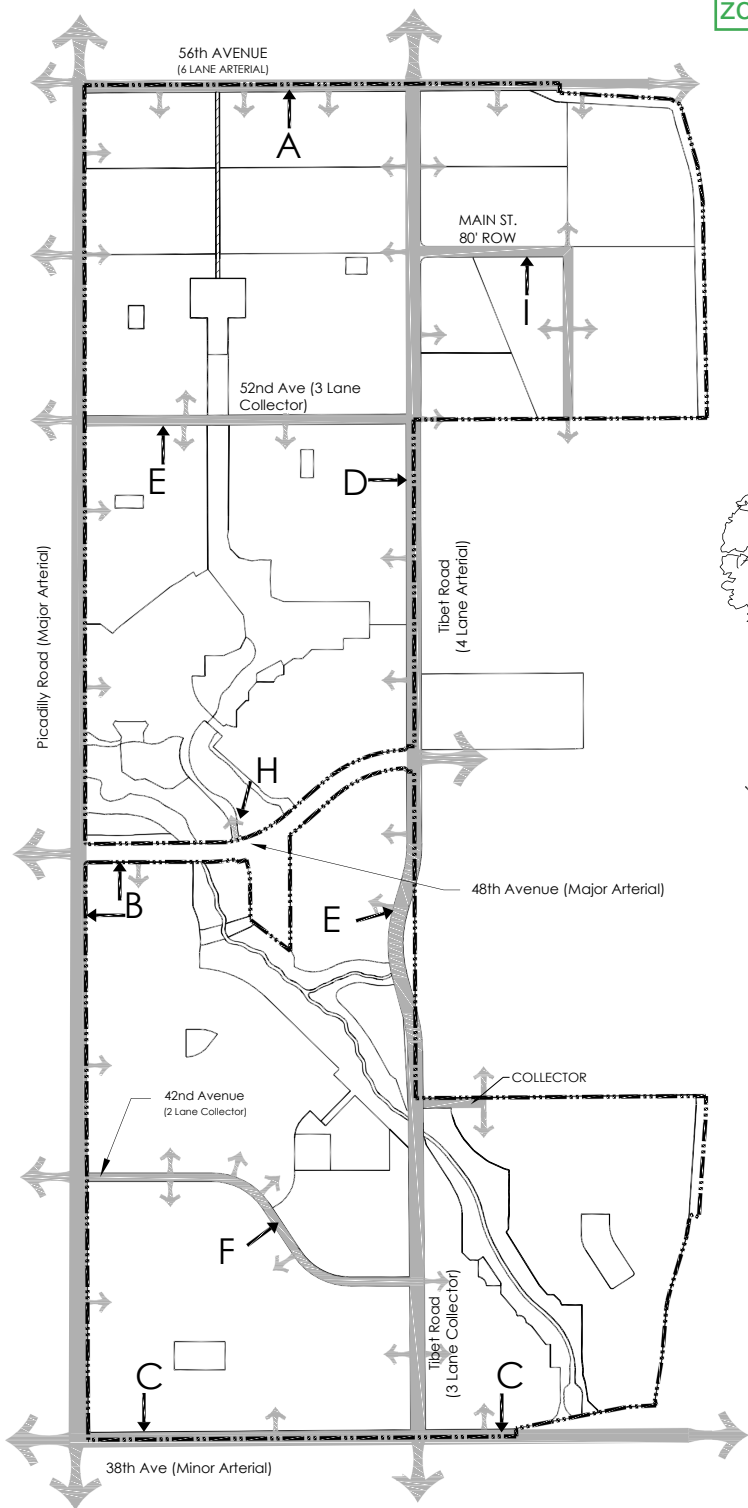 zo
56th AVENUE
(6 LANE ARTERIAL)
A
MAIN ST.
80' ROW
I
52nd Ave (3 Lane
Collector)
E
D
Picadilly Road (Major Arterial)
Tibet Road
(4 Lane Arterial)
H
B
48th Avenue (Major Arterial)
E
COLLECTOR
42nd Avenue
(2 Lane Collector)
F
Tibet Road
(3 Lane Collector)
C
C
38th Ave (Minor Arterial)